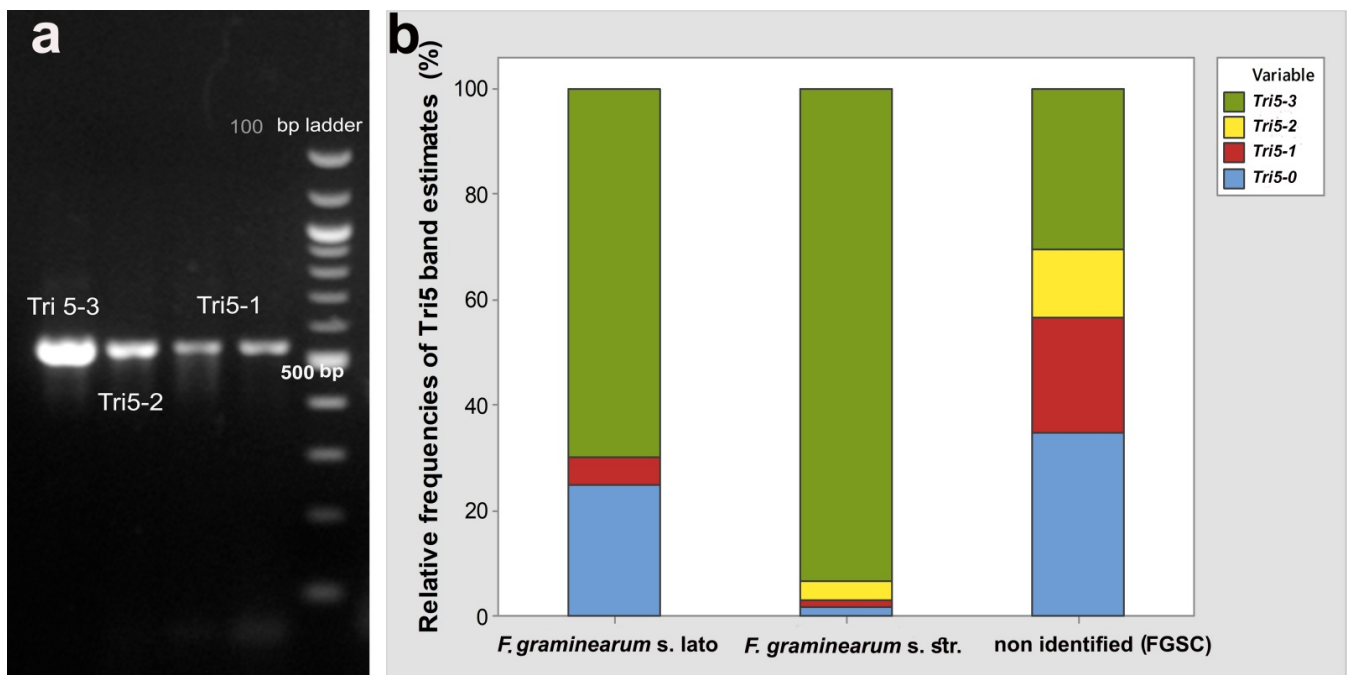 a
100 bp ladder
Tri 5-3
Tri5-1
500 bp
Tri5-2
b
Relative frequencies of Tri5 band estimates (%)
100
80
60
40
20
0
F. graminearum s. lato
F. graminearum s. str.
non identified (FGSC)
Variable
Tri5-3
Tri5-2
Tri5-1
Tri5-0